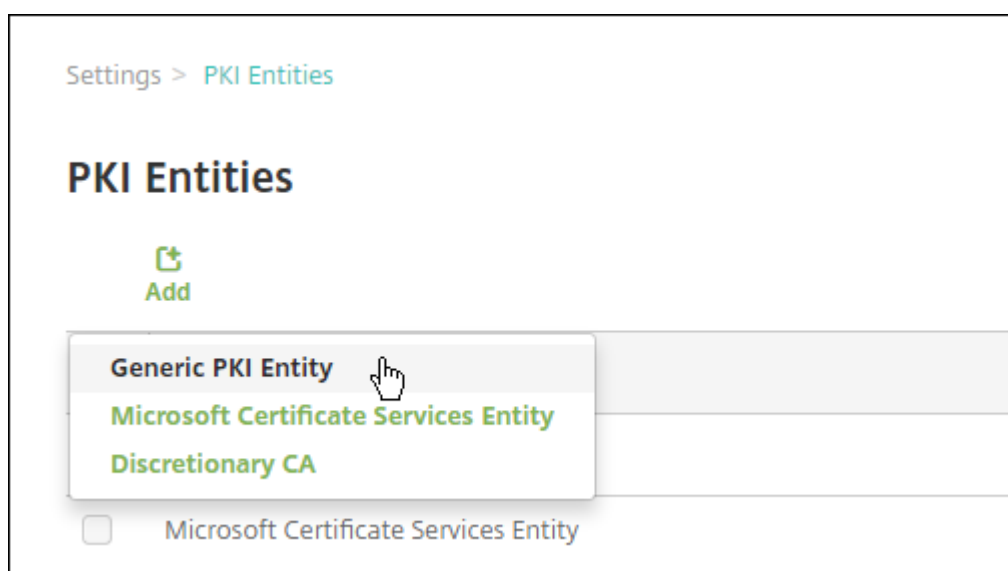 Settings > PKI Entities
PKI Entities
Add
Generic PKI Entity
Microsoft Certificate Services Entity
Discretionary CA
Microsoft Certificate Services Entity